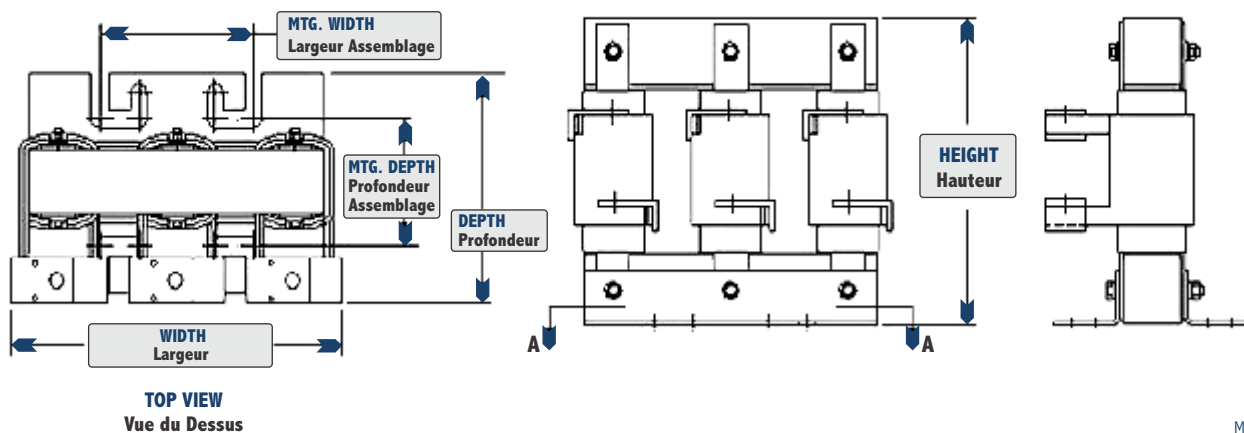 MTG. WIDTH
Largeur Assemblage
MTG. DEPTH
Profondeur
Assemblage
DEPTH
Profondeur
WIDTH
Largeur
TOP VIEW
Vue du Dessus
HEIGHT
Hauteur
A
A
M